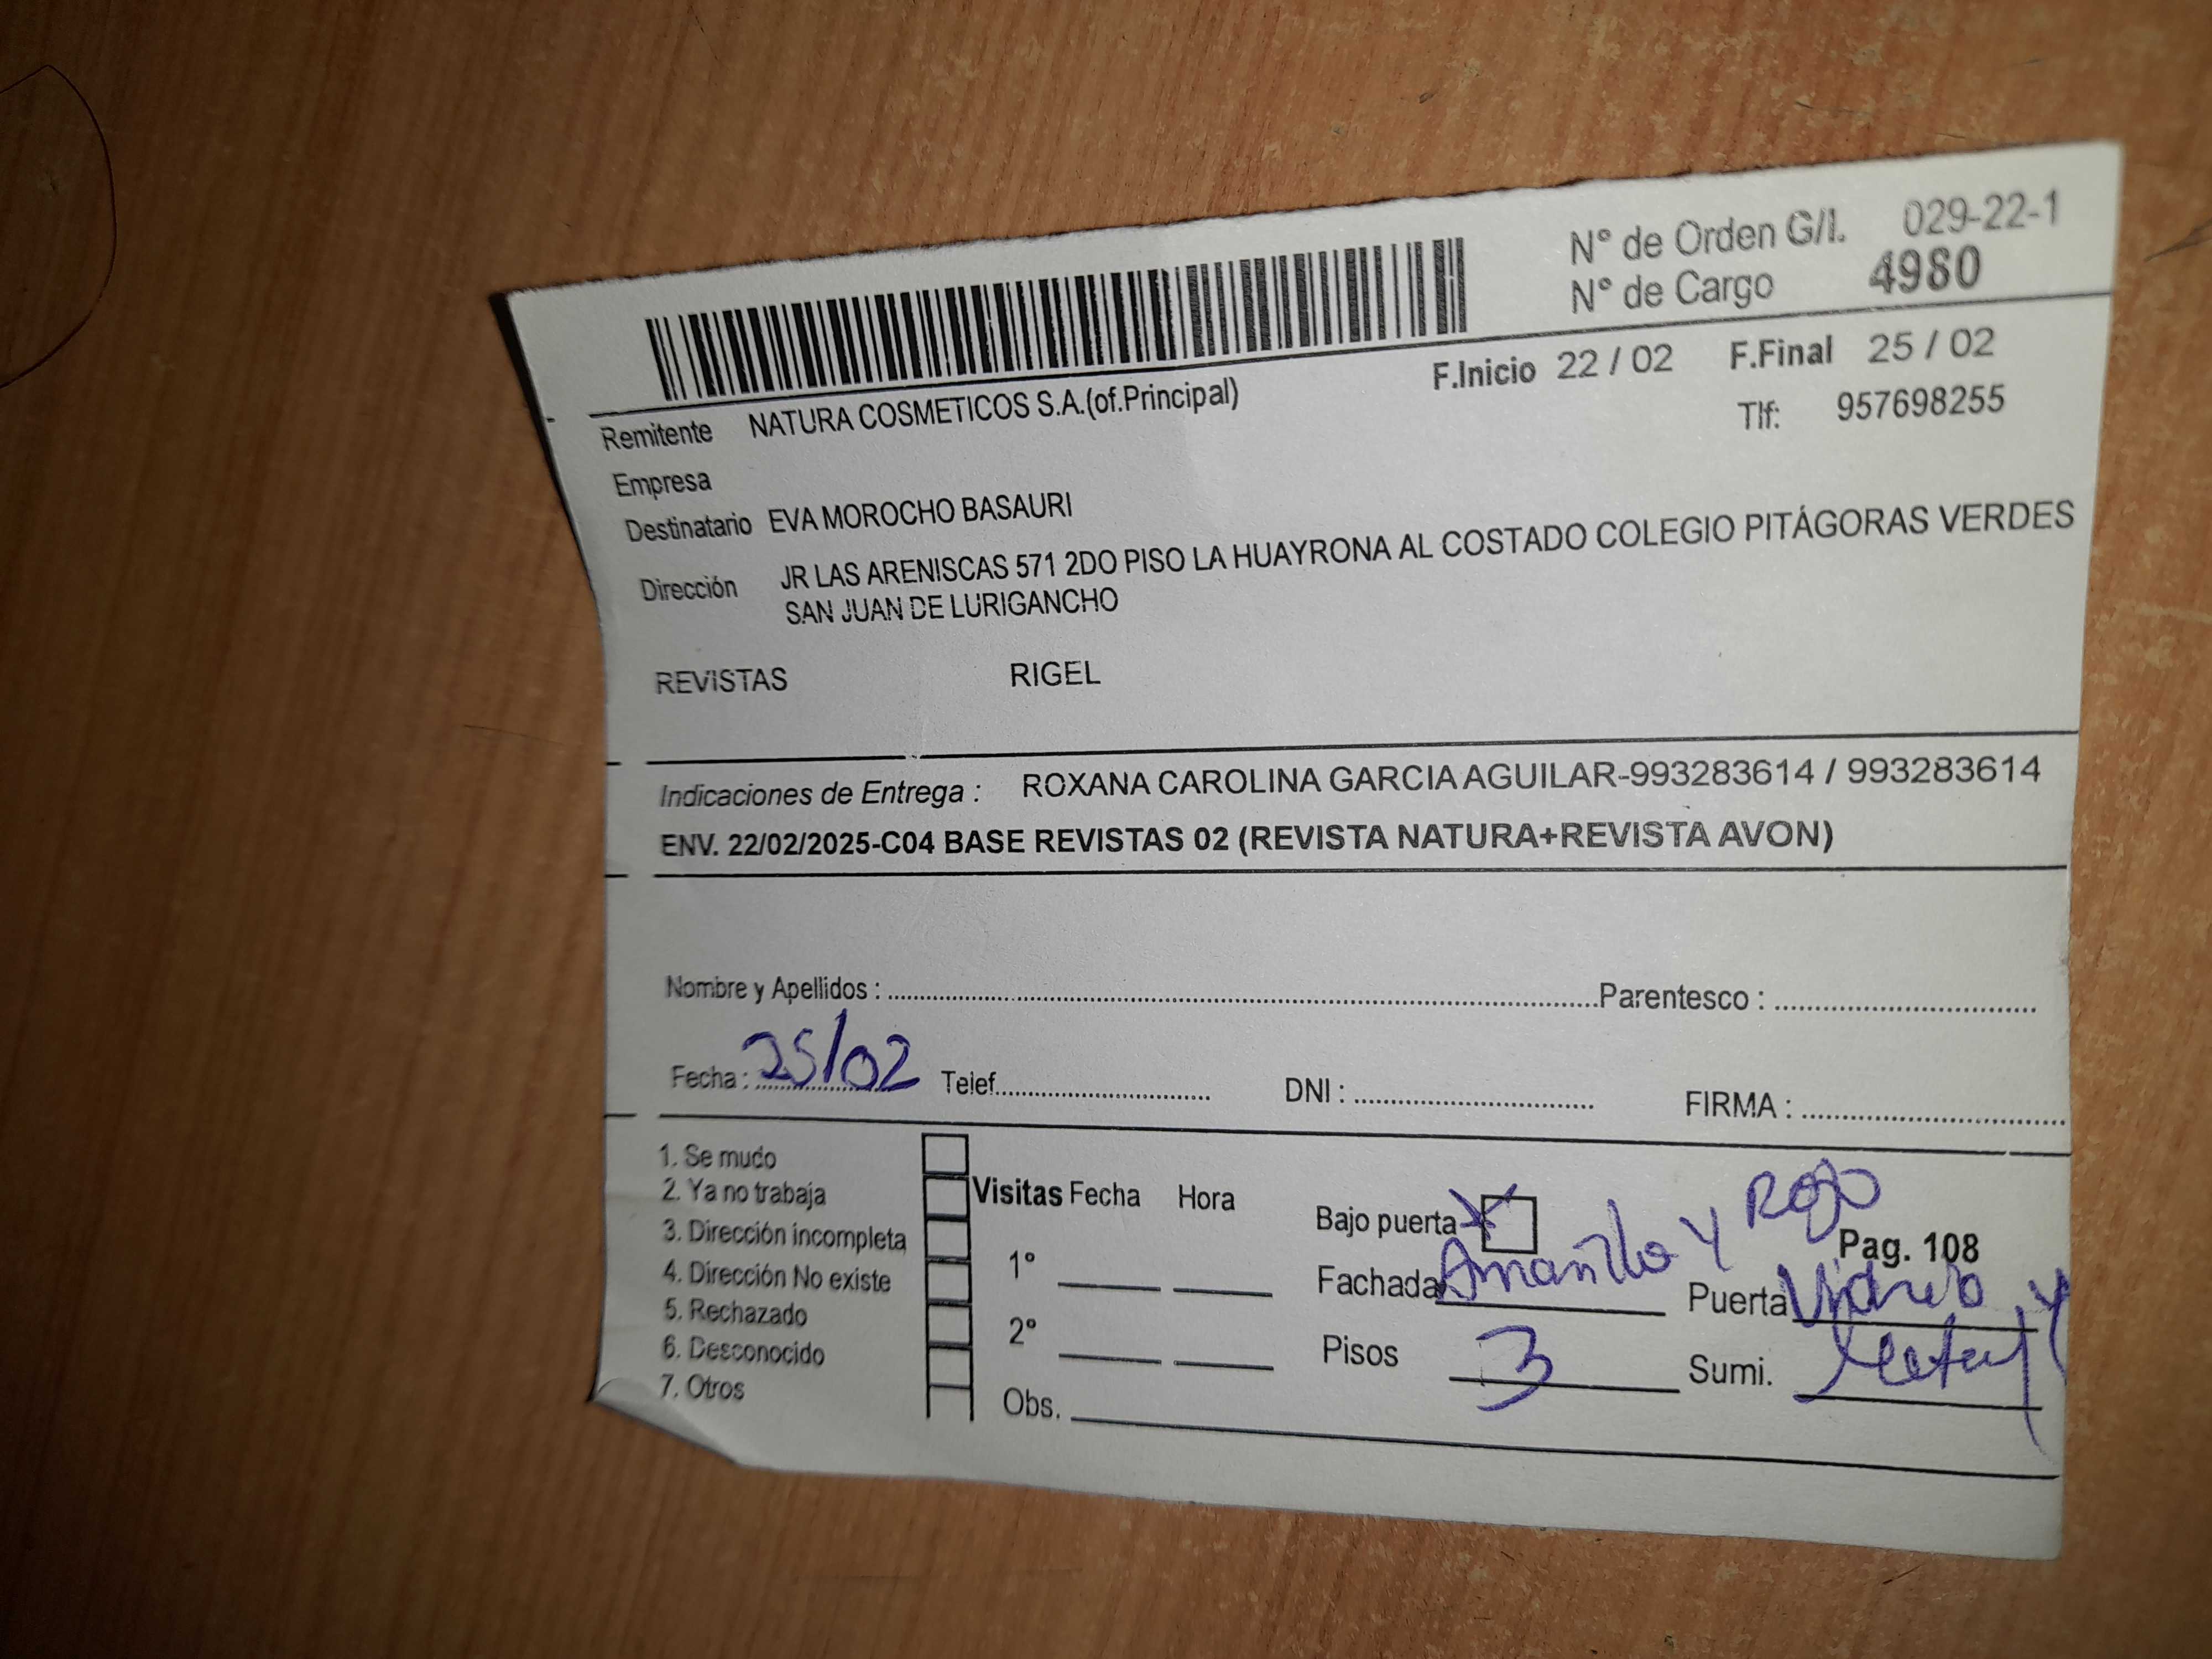 N° de Orden G/I. 029-22-1
N° de Cargo 4980
F.Inicio 22 / 02 F.Final 25 / 02
Remitente NATURA COSMETICOS S.A.(of.Principal)
Tlf: 957698255
Empresa
Destinatario EVA MOROCHO BASAURI
Dirección JR LAS ARENISCAS 571 2DO PISO LA HUAYRONA AL COSTADO COLEGIO PITÁGORAS VERDES
SAN JUAN DE LURIGANCHO
REVISTAS RIGEL
Indicaciones de Entrega : ROXANA CAROLINA GARCIA AGUILAR-993283614 / 993283614
ENV. 22/02/2025-C04 BASE REVISTAS 02 (REVISTA NATURA+REVISTA AVON)
Nombre y Apellidos : Parentesco :
Fecha : 25/02 Telef. DNI : FIRMA :
1. Se mudo
2. Ya no trabaja
3. Dirección incompleta
4. Dirección No existe
5. Rechazado
6. Desconocido
7. Otros
Visitas Fecha Hora
1°
2°
Obs.
Bajo puerta X
Pag. 108
Fachada Amarillo y Rojo
Puerta Vidrio y
Pisos 3
Sumi.